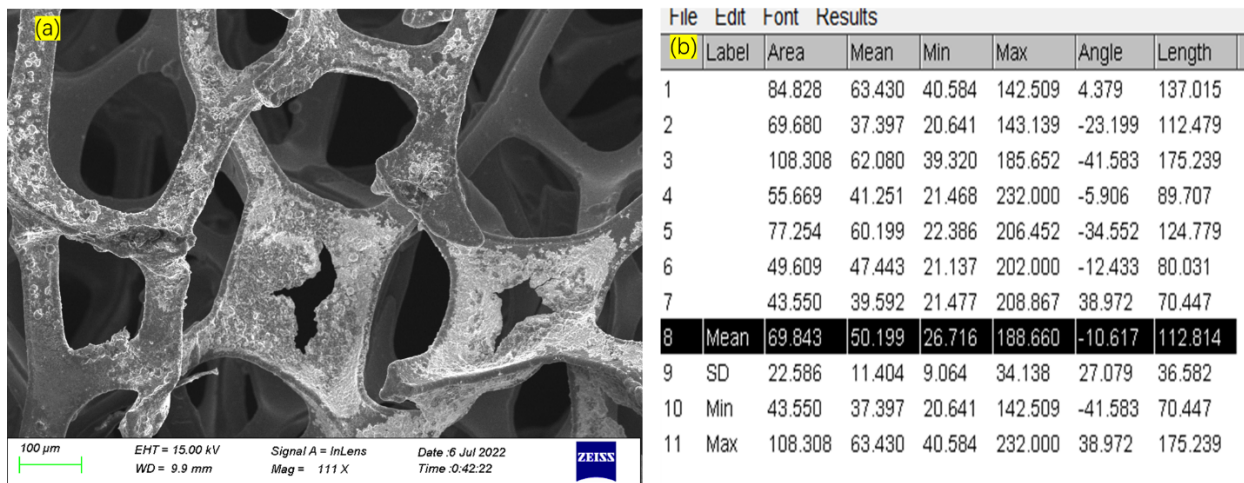 (a)
100 µm
EHT = 15.00 kV Signal A = InLens Date :6 Jul 2022
WD = 9.9 mm Mag = 111 X Time :0:42:22
ZEISS
File Edit Font Results
(b) Label Area Mean Min Max Angle Length
1 84.828 63.430 40.584 142.509 4.379 137.015
2 69.680 37.397 20.641 143.139 -23.199 112.479
3 108.308 62.080 39.320 185.652 -41.583 175.239
4 55.669 41.251 21.468 232.000 -5.906 89.707
5 77.254 60.199 22.386 206.452 -34.552 124.779
6 49.609 47.443 21.137 202.000 -12.433 80.031
7 43.550 39.592 21.477 208.867 38.972 70.447
8 Mean 69.843 50.199 26.716 188.660 -10.617 112.814
9 SD 22.586 11.404 9.064 34.138 27.079 36.582
10 Min 43.550 37.397 20.641 142.509 -41.583 70.447
11 Max 108.308 63.430 40.584 232.000 38.972 175.239